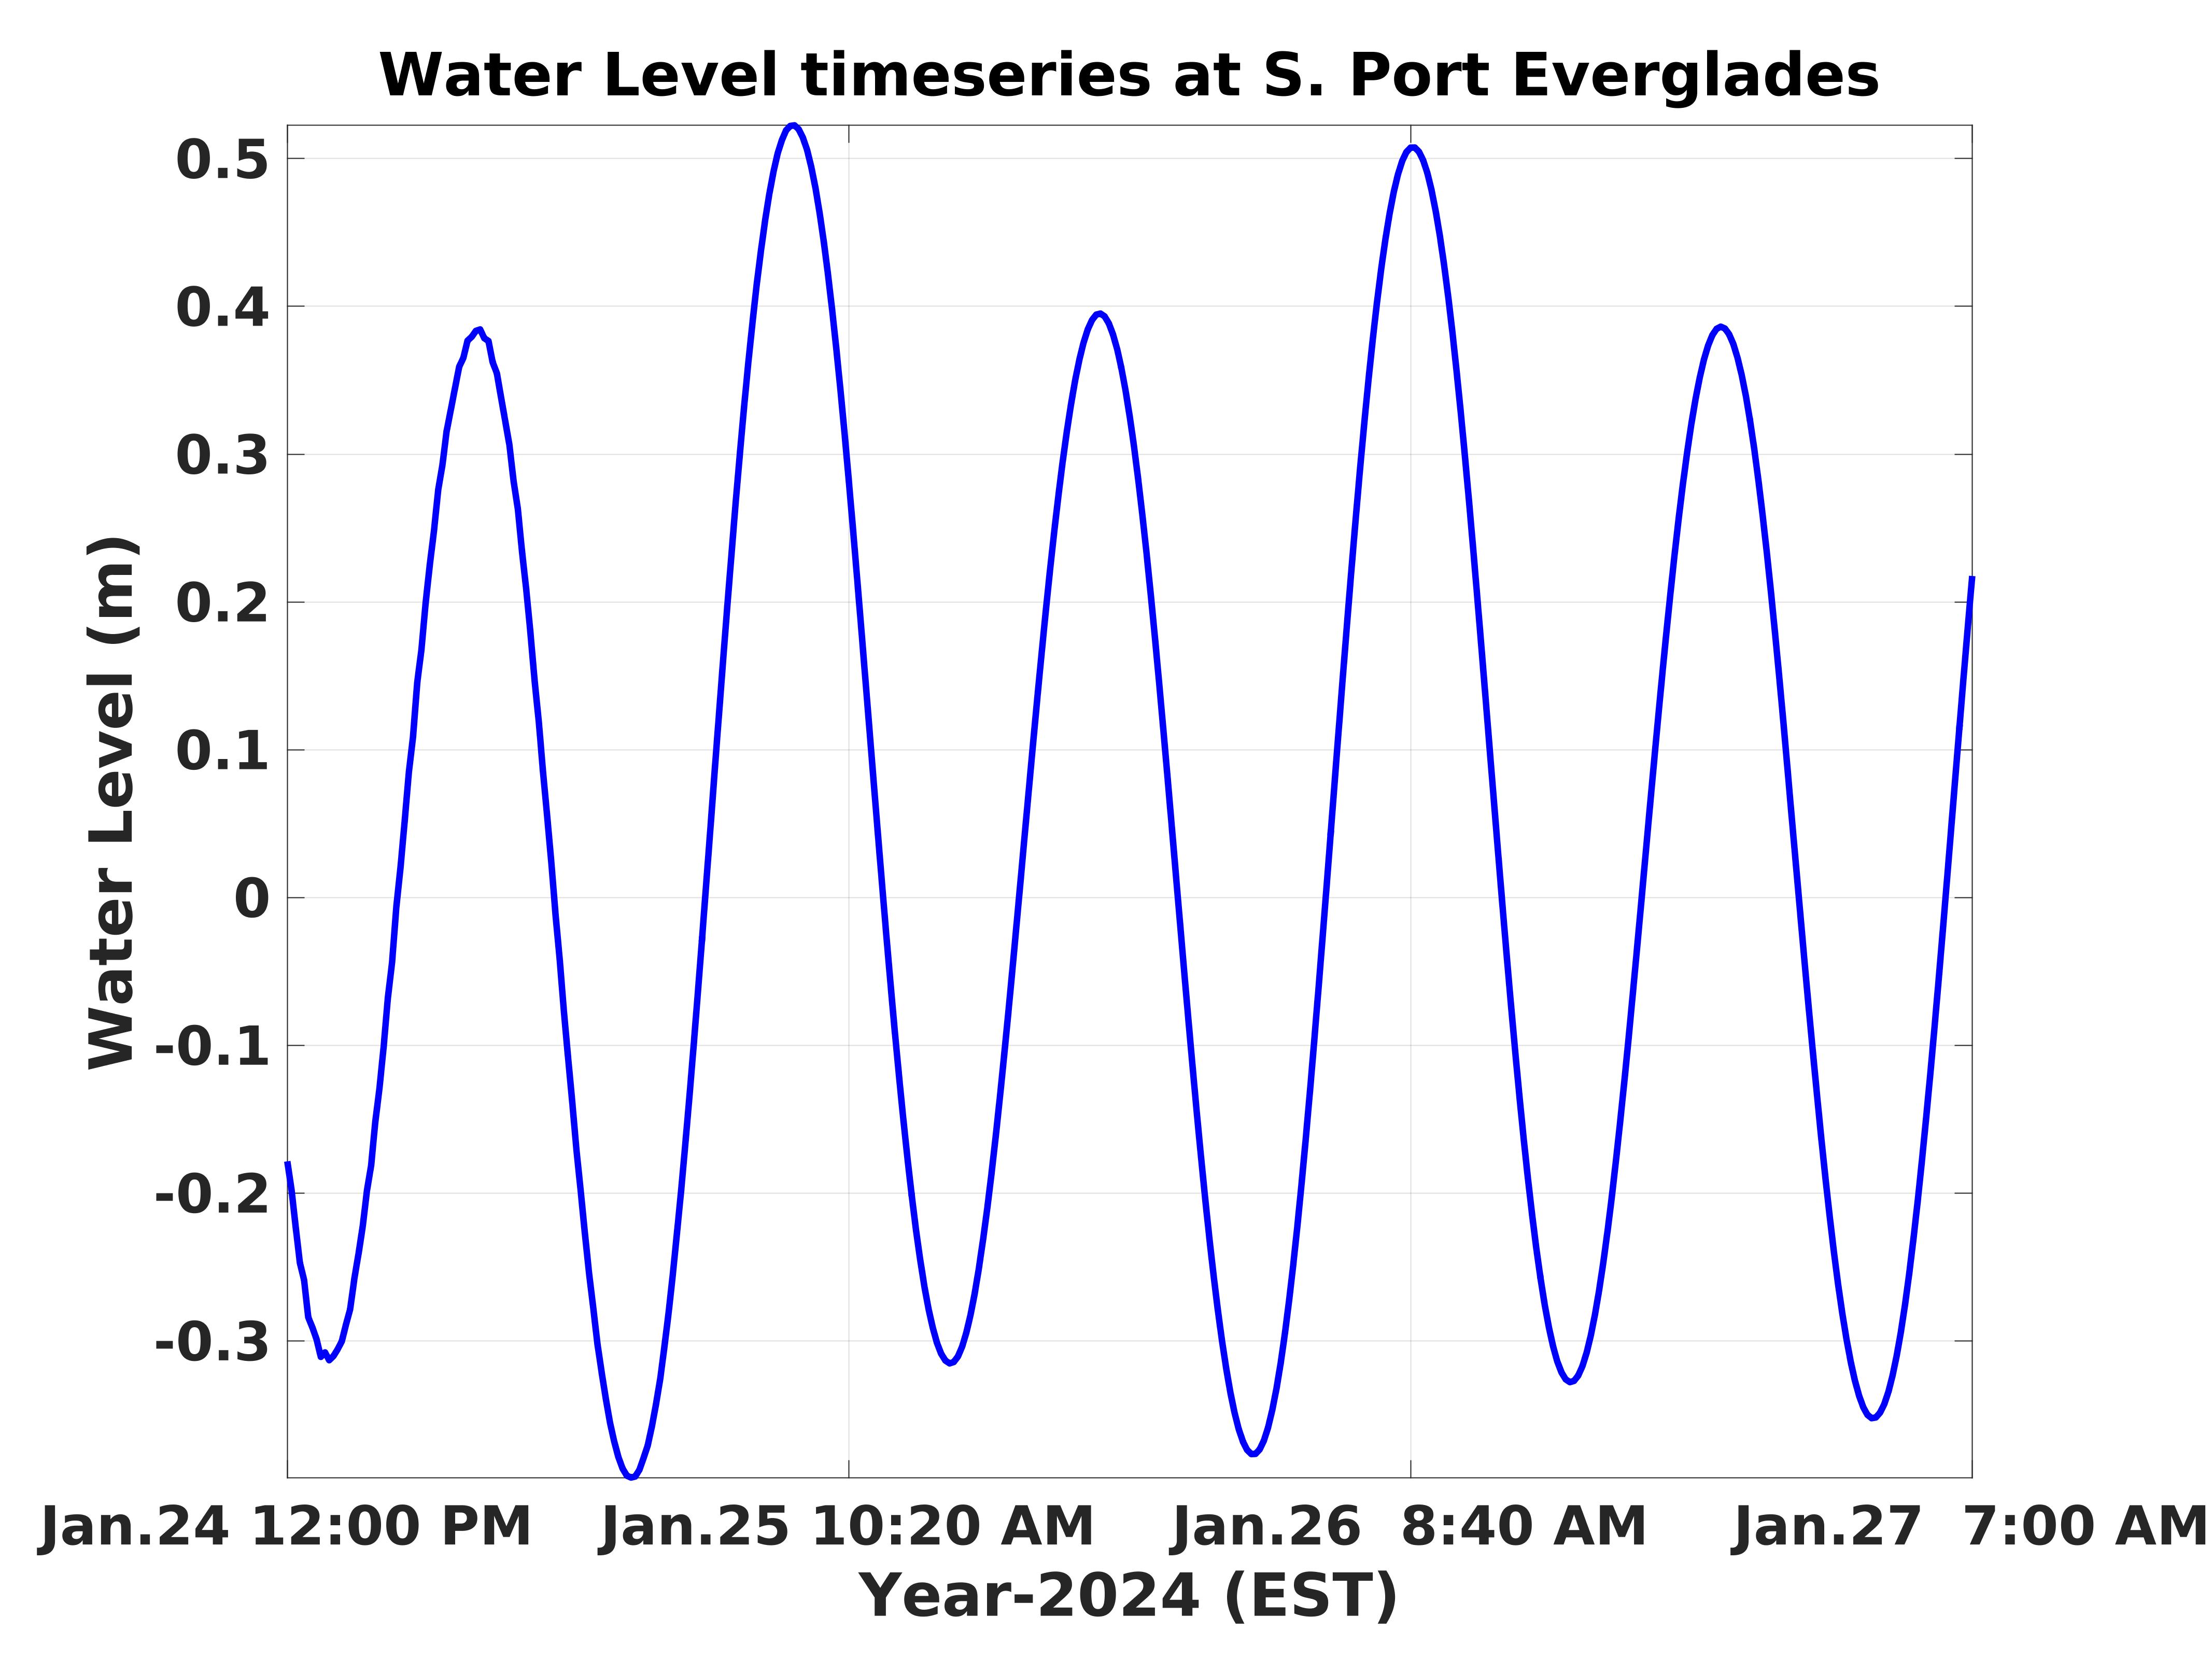 Water Level timeseries at S. Port Everglades
Water Level (m)
0.5
0.4
0.3
0.2
0.1
0
-0.1
-0.2
-0.3
Jan.24 12:00 PM Jan.25 10:20 AM Jan.26 8:40 AM Jan.27 7:00 AM
Year-2024 (EST)